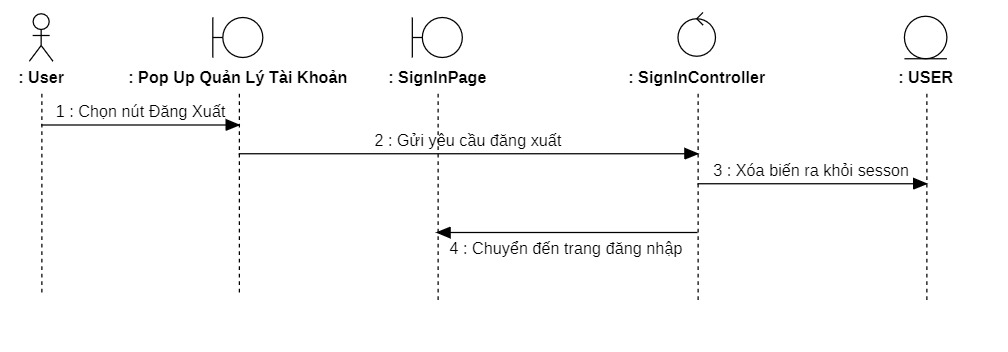 : User
: Pop Up Quản Lý Tài Khoản
: SignInPage
: SignInController
: USER
1 : Chọn nút Đăng Xuất
2 : Gửi yêu cầu đăng xuất
3 : Xóa biến ra khỏi sesson
4 : Chuyển đến trang đăng nhập